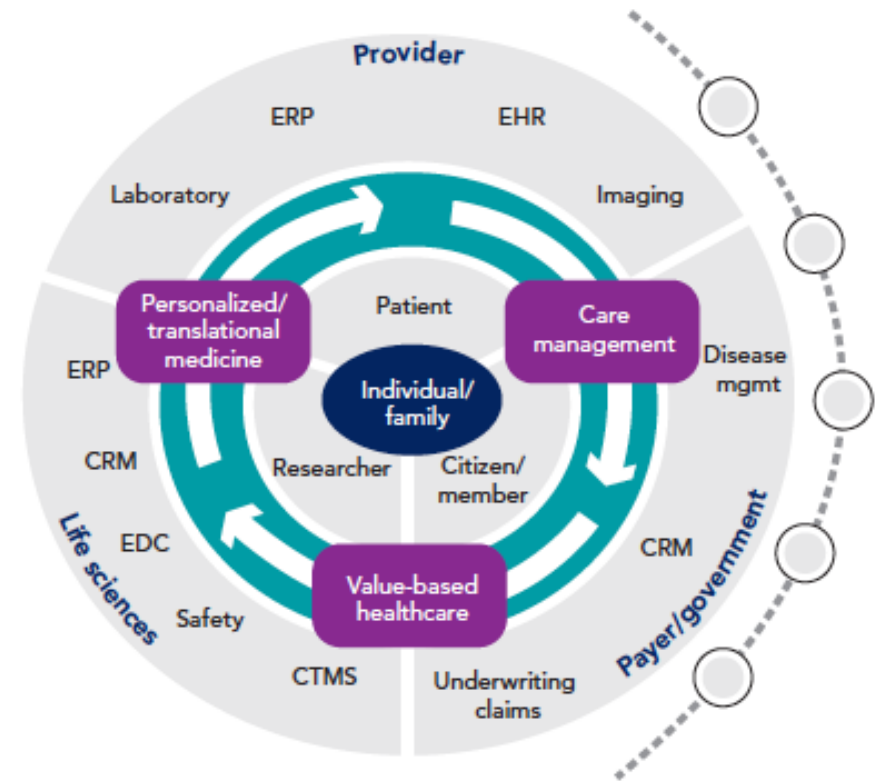 Provider
ERP
EHR
Laboratory
Imaging
Personalized/
translational
medicine
Patient
Care
management
Individual/
family
Disease
mgmt
ERP
CRM
Researcher
Citizen/
member
EDC
CRM
Life sciences
Safety
Value-based
healthcare
Payer/government
CTMS
Underwriting
claims